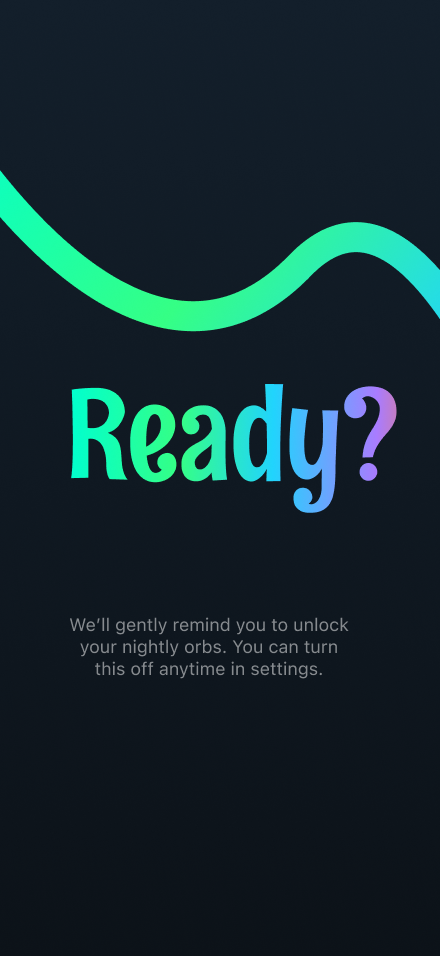 Ready?
We’ll gently remind you to unlock
your nightly orbs. You can turn
this off anytime in settings.